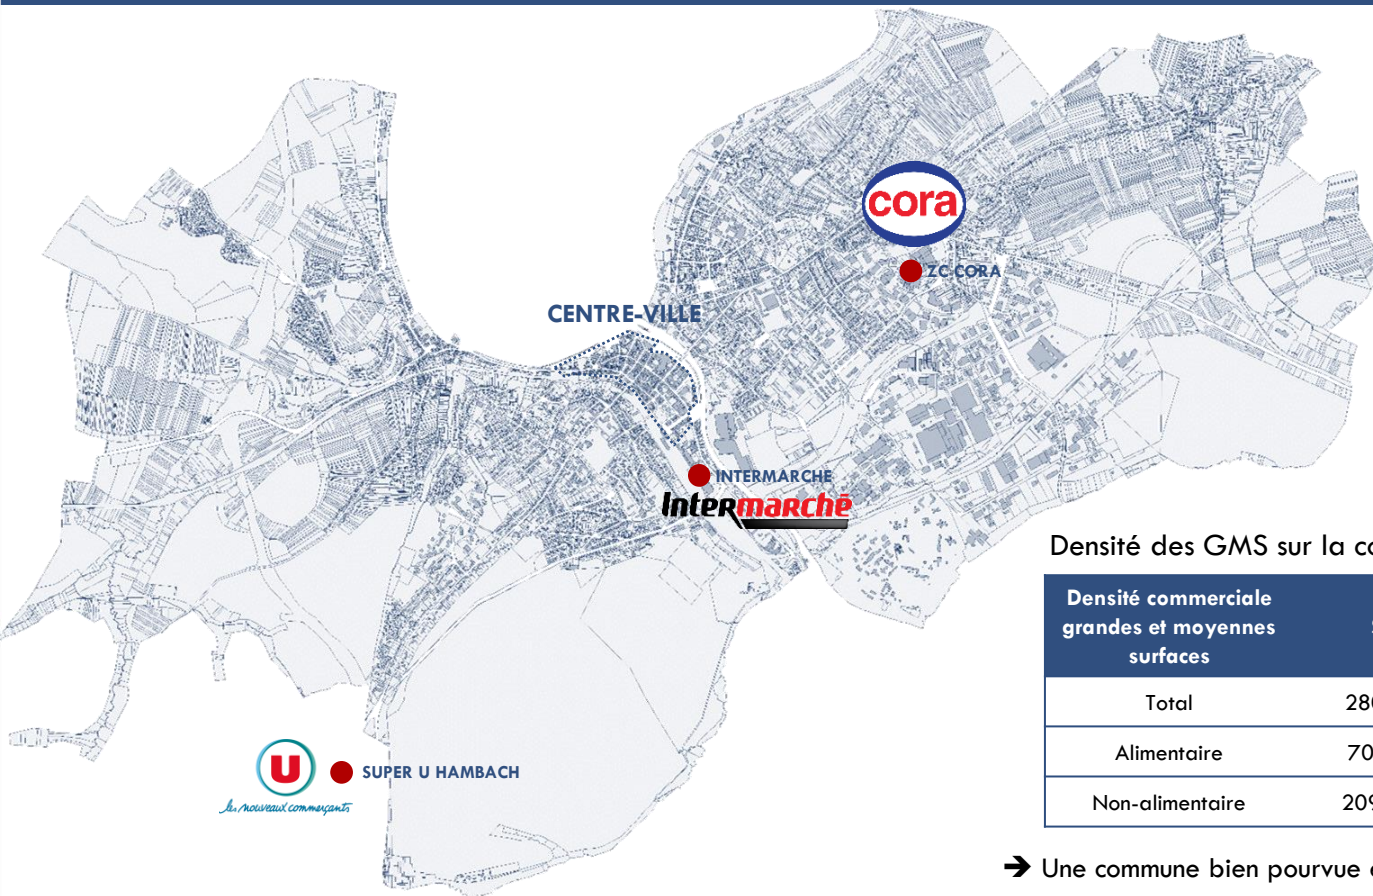 cora
ZC CORA
CENTRE-VILLE
INTERMARCHE
Intermarché
Densité des GMS sur la
Densité commerciale
grandes et moyennes
surfaces
Total
Alimentaire
Non-alimentaire
U
SUPER U HAMBACH
les nouveaux commerçants
➔ Une commune bien pourvue